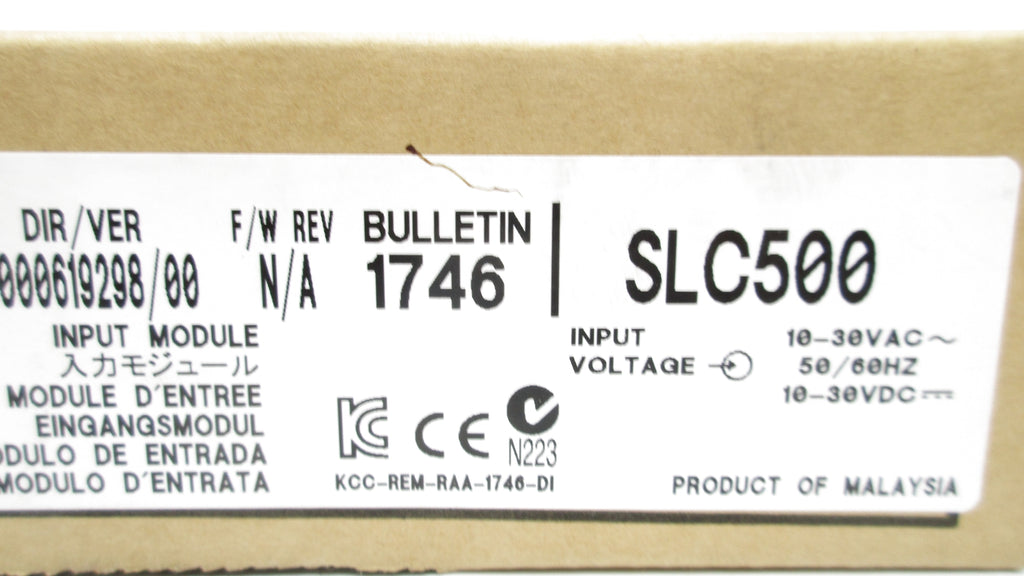 DIR/VER F/W REV BULLETIN SLC500
000619298/00 N/A 1746
INPUT MODULE INPUT 10-30VAC~
入力モジュール VOLTAGE 50/60HZ
MODULE D'ENTREE 10-30VDC⎓
EINGANGSMODUL
DULO DE ENTRADA CE N223
MODULO D'ENTRATA KCC-REM-RAA-1746-DI PRODUCT OF MALAYSIA